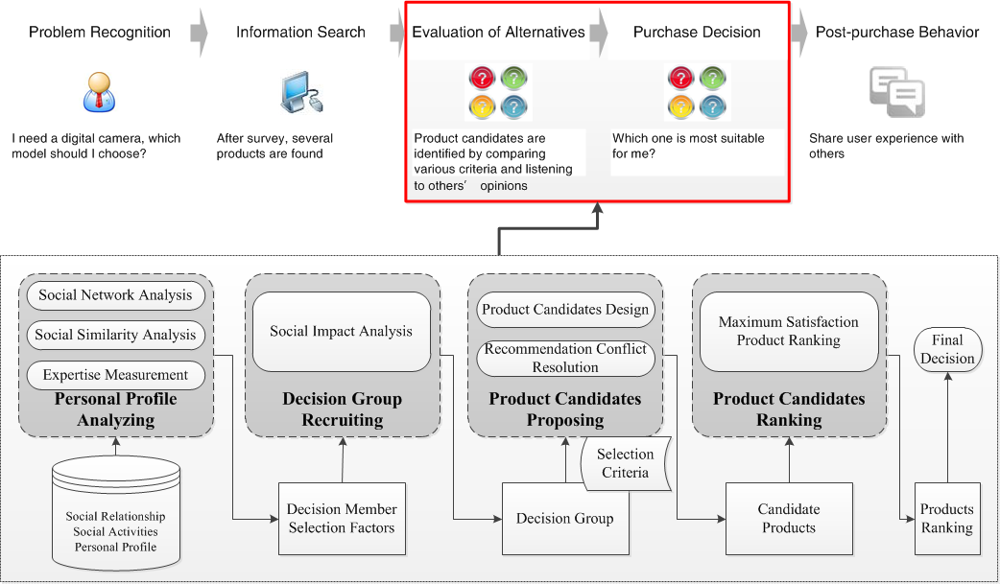 Problem Recognition
Information Search
Evaluation of Alternatives
Purchase Decision
Post-purchase Behavior
I need a digital camera, which
model should I choose?
After survey, several
products are found
Product candidates are
identified by comparing
various criteria and listening
to others’ opinions
Which one is most suitable
for me?
Share user experience with
others
Social Network Analysis
Social Similarity Analysis
Expertise Measurement
Personal Profile
Analyzing
Social Impact Analysis
Decision Group
Recruiting
Product Candidates Design
Recommendation Conflict
Resolution
Product Candidates
Proposing
Maximum Satisfaction
Product Ranking
Product Candidates
Ranking
Final
Decision
Social Relationship
Social Activities
Personal Profile
Decision Member
Selection Factors
Selection
Criteria
Decision Group
Candidate
Products
Products
Ranking